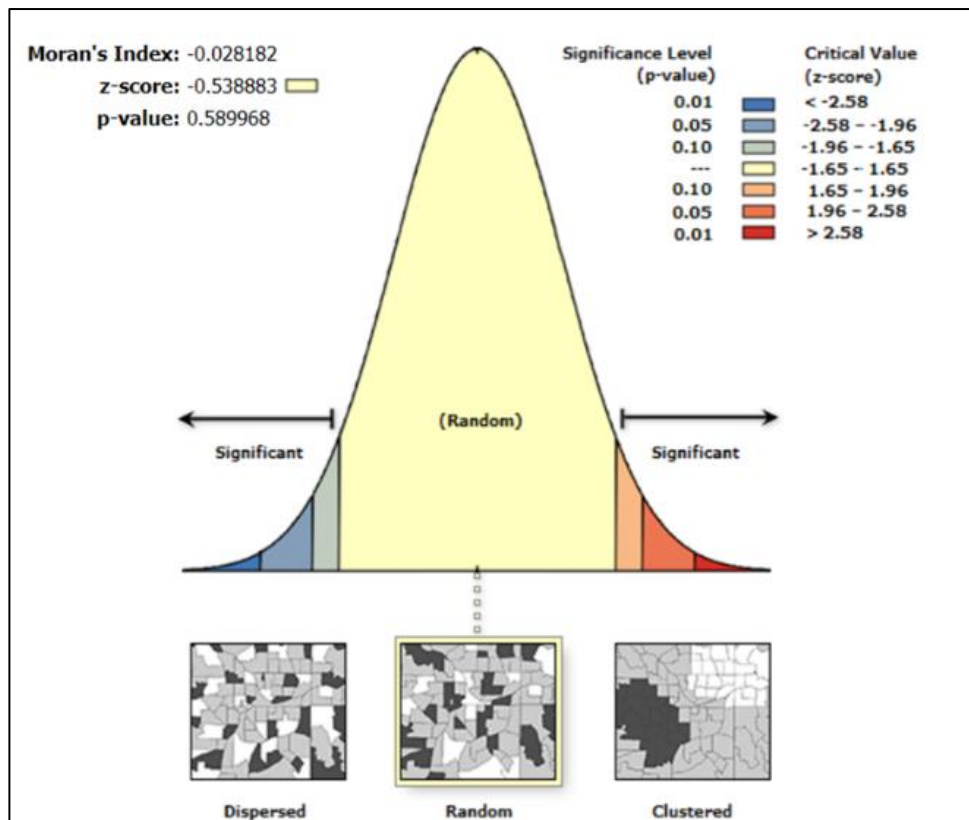 Moran's Index: -0.028182
z-score: -0.538883
p-value: 0.589968
Significance Level
(p-value)
Critical Value
(z-score)
0.01 < -2.58
0.05 -2.58 – -1.96
0.10 -1.96 – -1.65
--- -1.65 – 1.65
0.10 1.65 – 1.96
0.05 1.96 – 2.58
0.01 > 2.58
(Random)
Significant
Significant
Dispersed
Random
Clustered